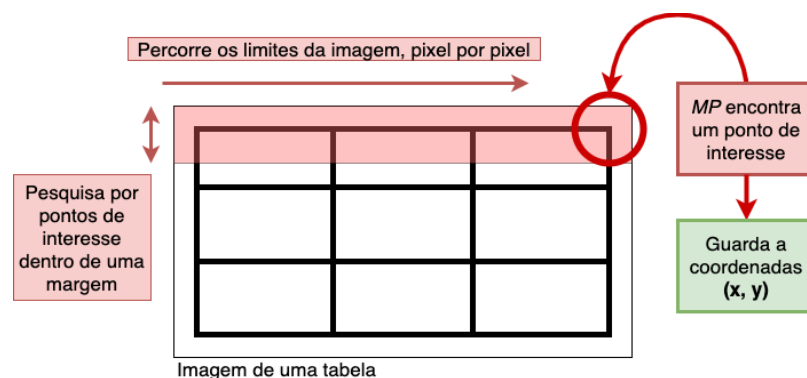 Percorre os limites da imagem, pixel por pixel
MP encontra
um ponto de
interesse
Pesquisa por
pontos de
interesse
dentro de uma
margem
Guarda a
coordenadas
(x, y)
Imagem de uma tabela